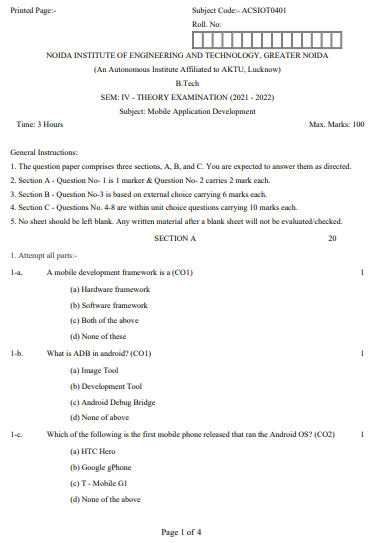 Printed Page:- Subject Code:- ACSIOT0401
Roll. No:
NOIDA INSTITUTE OF ENGINEERING AND TECHNOLOGY, GREATER NOIDA
(An Autonomous Institute Affiliated to AKTU, Lucknow)
B.Tech
SEM: IV - THEORY EXAMINATION (2021 - 2022)
Subject: Mobile Application Development
Time: 3 Hours Max. Marks: 100
General Instructions:
1. The question paper comprises three sections, A, B, and C. You are expected to answer them as directed.
2. Section A - Question No- 1 is 1 marker & Question No- 2 carries 2 mark each.
3. Section B - Question No-3 is based on external choice carrying 6 marks each.
4. Section C - Questions No. 4-8 are within unit choice questions carrying 10 marks each.
5. No sheet should be left blank. Any written material after a blank sheet will not be evaluated/checked.
SECTION A 20
1. Attempt all parts:-
1-a. A mobile development framework is a (CO1) 1
(a) Hardware framework
(b) Software framework
(c) Both of the above
(d) None of these
1-b. What is ADB in android? (CO1) 1
(a) Image Tool
(b) Development Tool
(c) Android Debug Bridge
(d) None of above
1-c. Which of the following is the first mobile phone released that ran the Android OS? (CO2) 1
(a) HTC Hero
(b) Google gPhone
(c) T - Mobile G1
(d) None of the above
Page 1 of 4